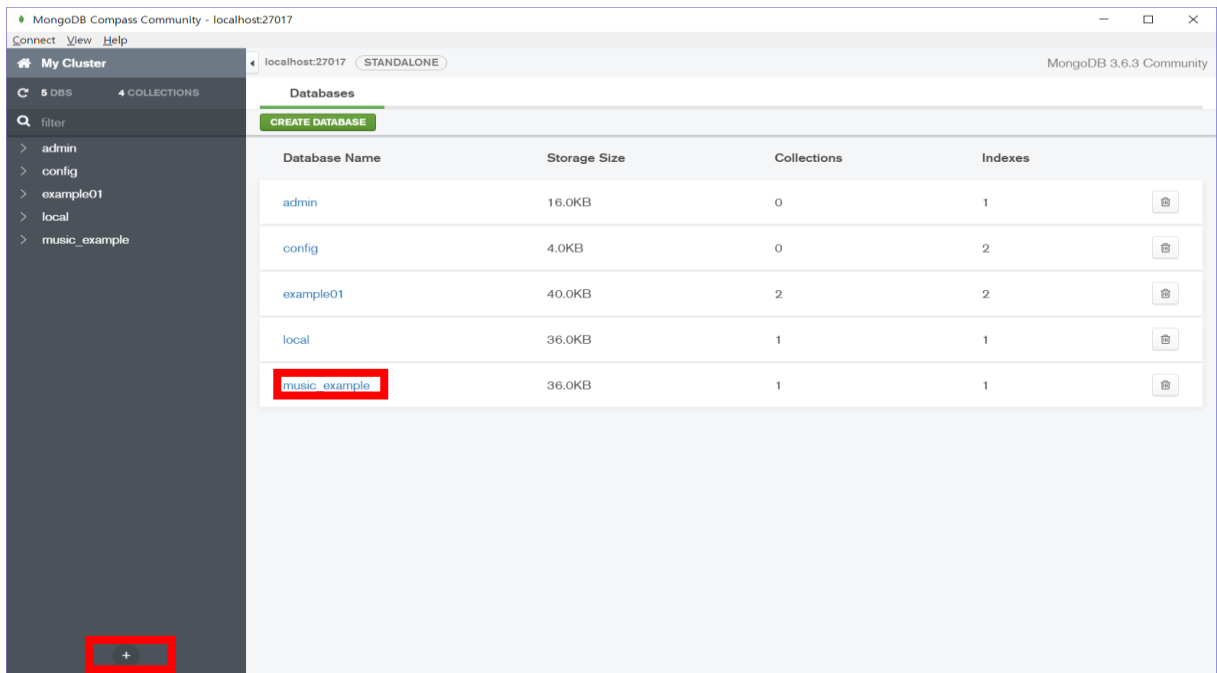 MongoDB Compass Community - localhost:27017
Connect View Help
My Cluster
5 DBS 4 COLLECTIONS
filter
admin
config
example01
local
music_example
+
localhost:27017 STANDALONE
MongoDB 3.6.3 Community
Databases
CREATE DATABASE
Database Name Storage Size Collections Indexes
admin 16.0KB 0 1
config 4.0KB 0 2
example01 40.0KB 2 2
local 36.0KB 1 1
music_example 36.0KB 1 1